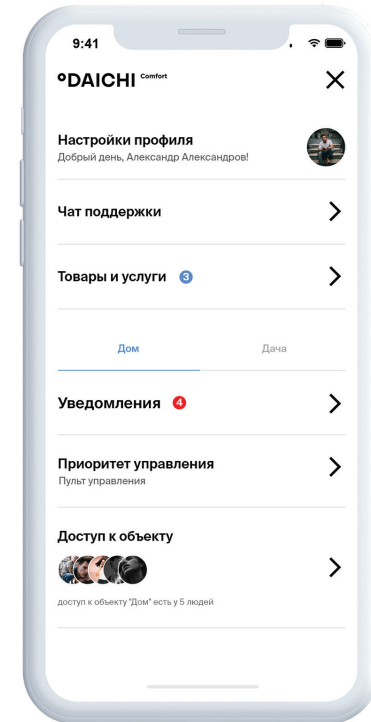 9:41
°DAICHI Comfort
Настройки профиля
Добрый день, Александр Александров!
Чат поддержки
Товары и услуги 3
Дом Дача
Уведомления 4
Приоритет управления
Пульт управления
Доступ к объекту
доступ к объекту "Дом" есть у 5 людей